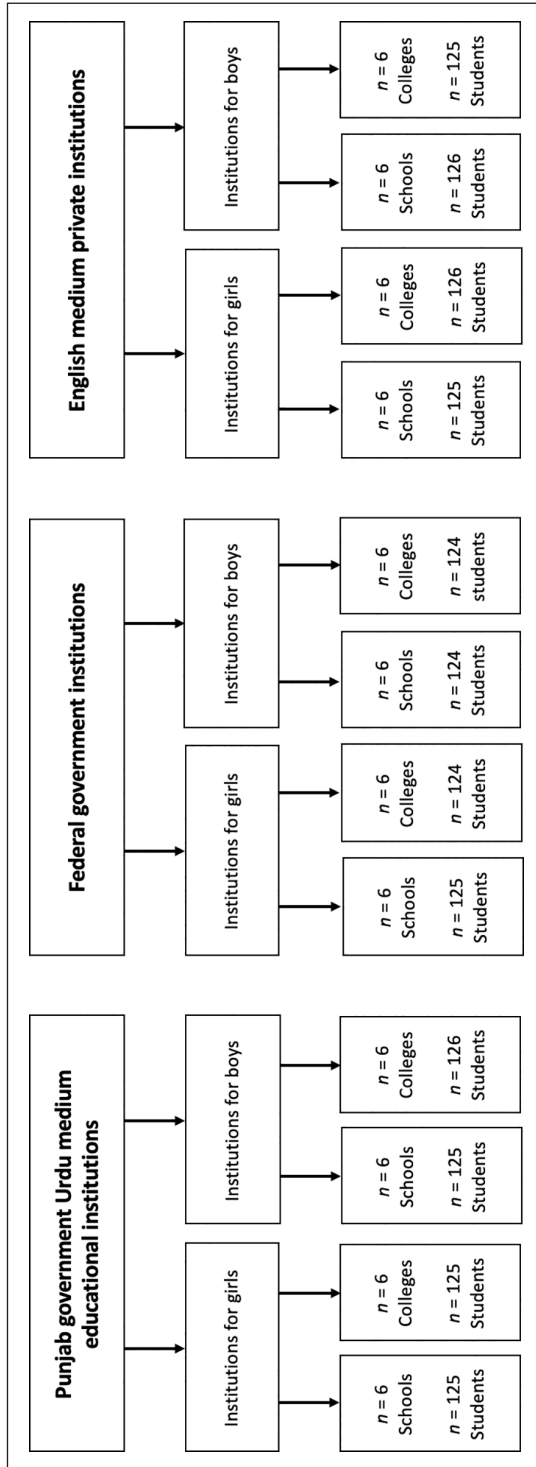 Punjab government Urdu medium
educational institutions
Institutions for girls
n = 6
Schools
n = 125
Students
n = 6
Colleges
n = 125
Students
Institutions for boys
n = 6
Schools
n = 125
Students
n = 6
Colleges
n = 126
Students
Federal government institutions
Institutions for girls
n = 6
Schools
n = 125
Students
n = 6
Colleges
n = 124
Students
Institutions for boys
n = 6
Schools
n = 124
Students
n = 6
Colleges
n = 124
students
English medium private institutions
Institutions for girls
n = 6
Schools
n = 125
Students
n = 6
Colleges
n = 126
Students
Institutions for boys
n = 6
Schools
n = 126
Students
n = 6
Colleges
n = 125
Students